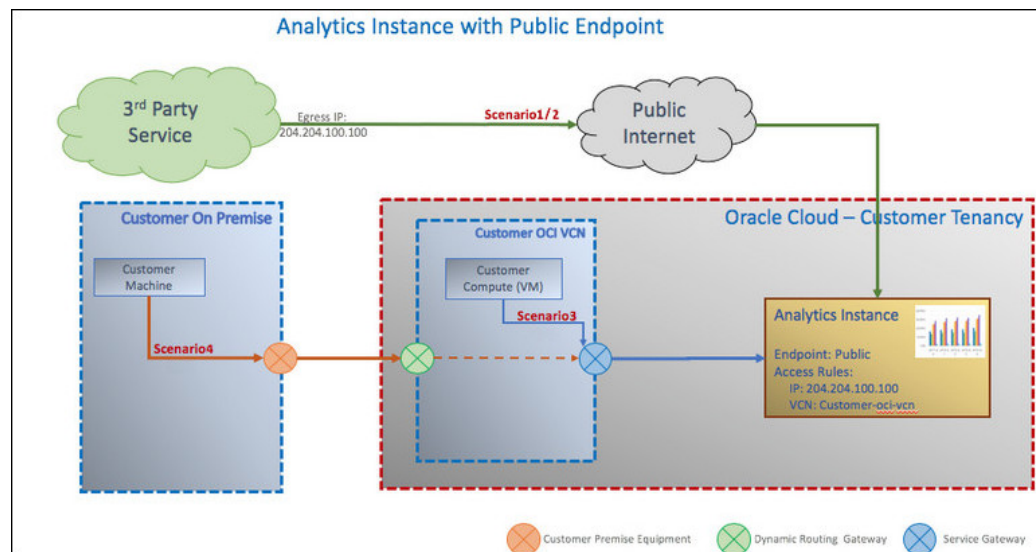 Analytics Instance with Public Endpoint
3rd Party
Service
Egress IP:
204.204.100.100
Scenario1/2
Public
Internet
Customer On Premise
Customer
Machine
Scenario4
Oracle Cloud – Customer Tenancy
Customer OCI VCN
Customer
Compute (VM)
Scenario3
Analytics Instance
Endpoint: Public
Access Rules:
IP: 204.204.100.100
VCN: Customer-oci-vcn
Customer Premise Equipment
Dynamic Routing Gateway
Service Gateway